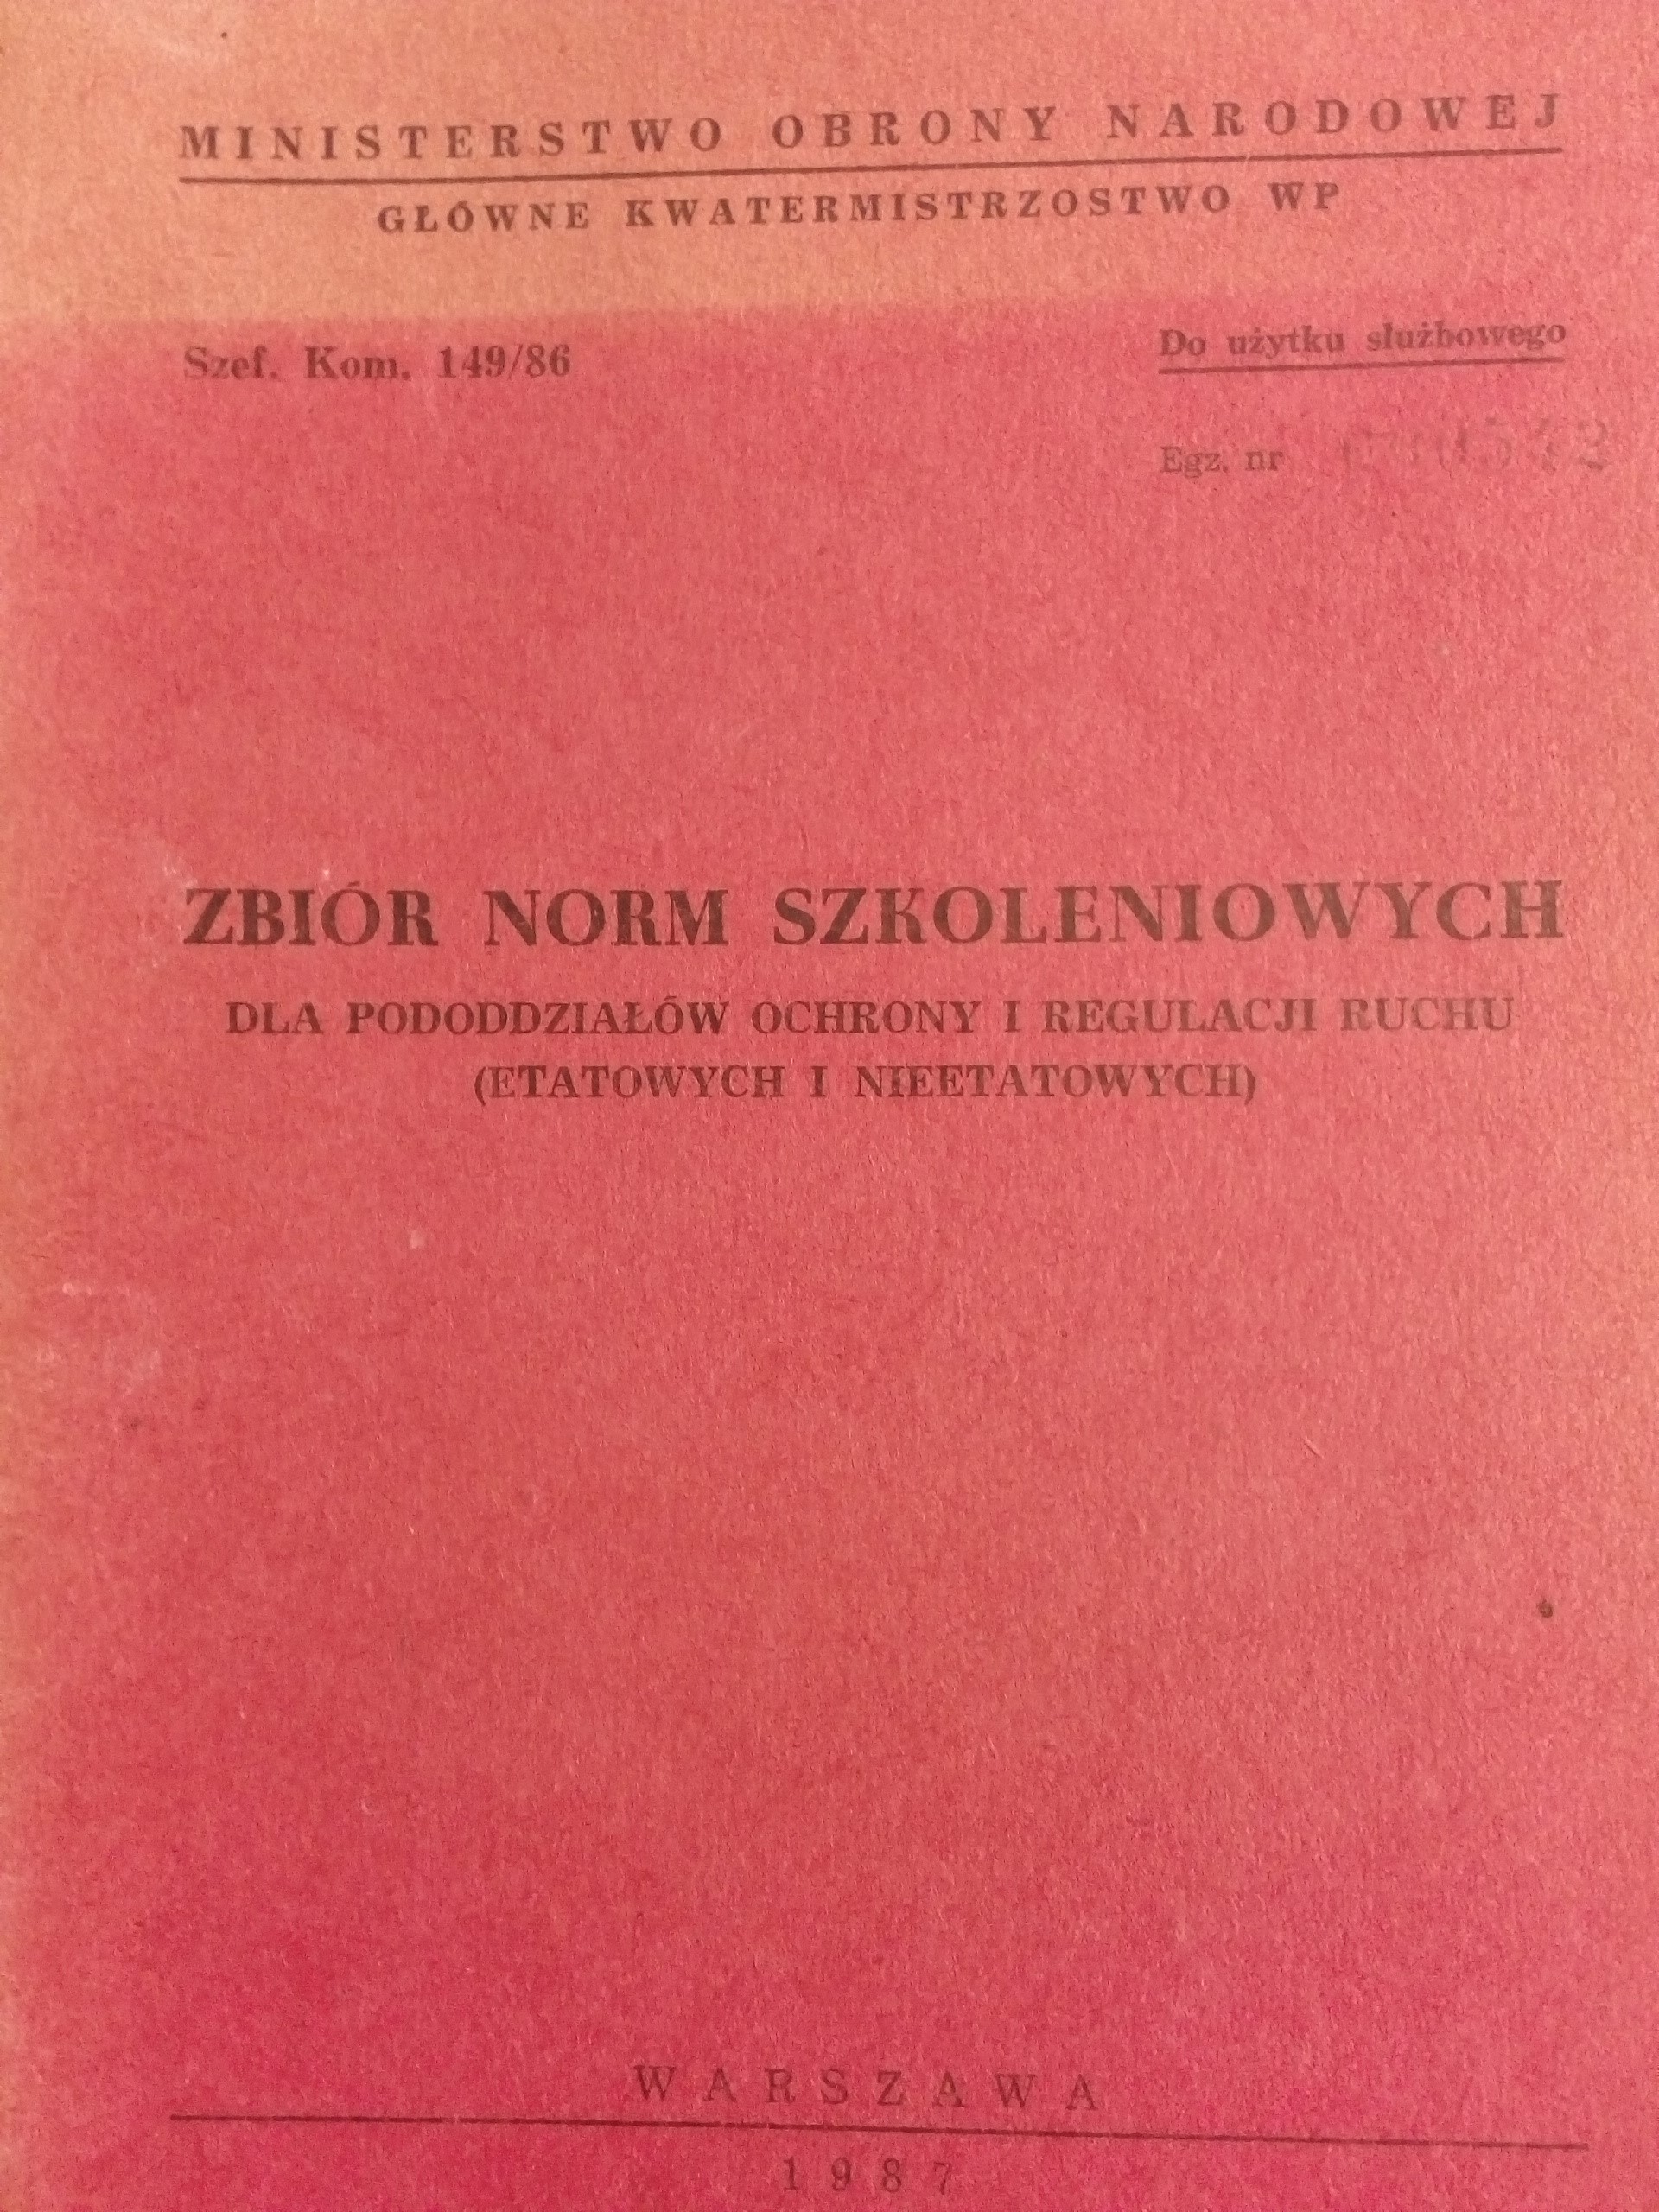 MINISTERSTWO OBRONY NARODOWEJ
GŁÓWNE KWATERMISTRZOSTWO WP
Szef. Kom. 149/86
Do użytku służbowego
Egz. nr
ZBIÓR NORM SZKOLENIOWYCH
DLA PODODDZIAŁÓW OCHRONY I REGULACJI RUCHU
(ETATOWYCH I NIEETATOWYCH)
WARSZAWA
1987